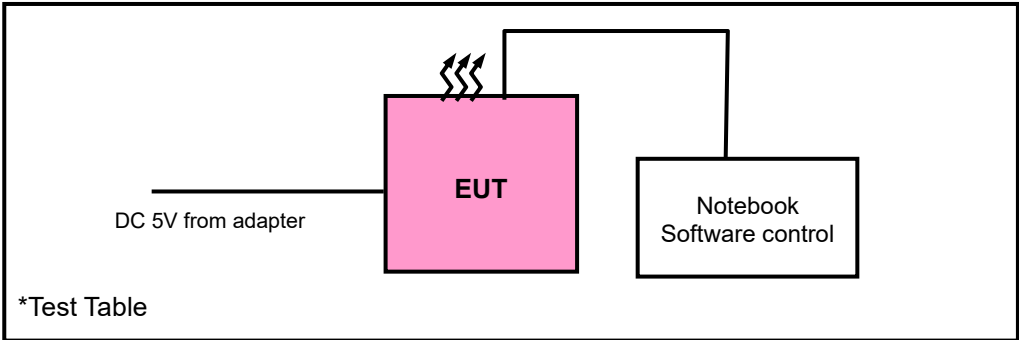 EUT
DC 5V from adapter
Notebook
Software control
*Test Table